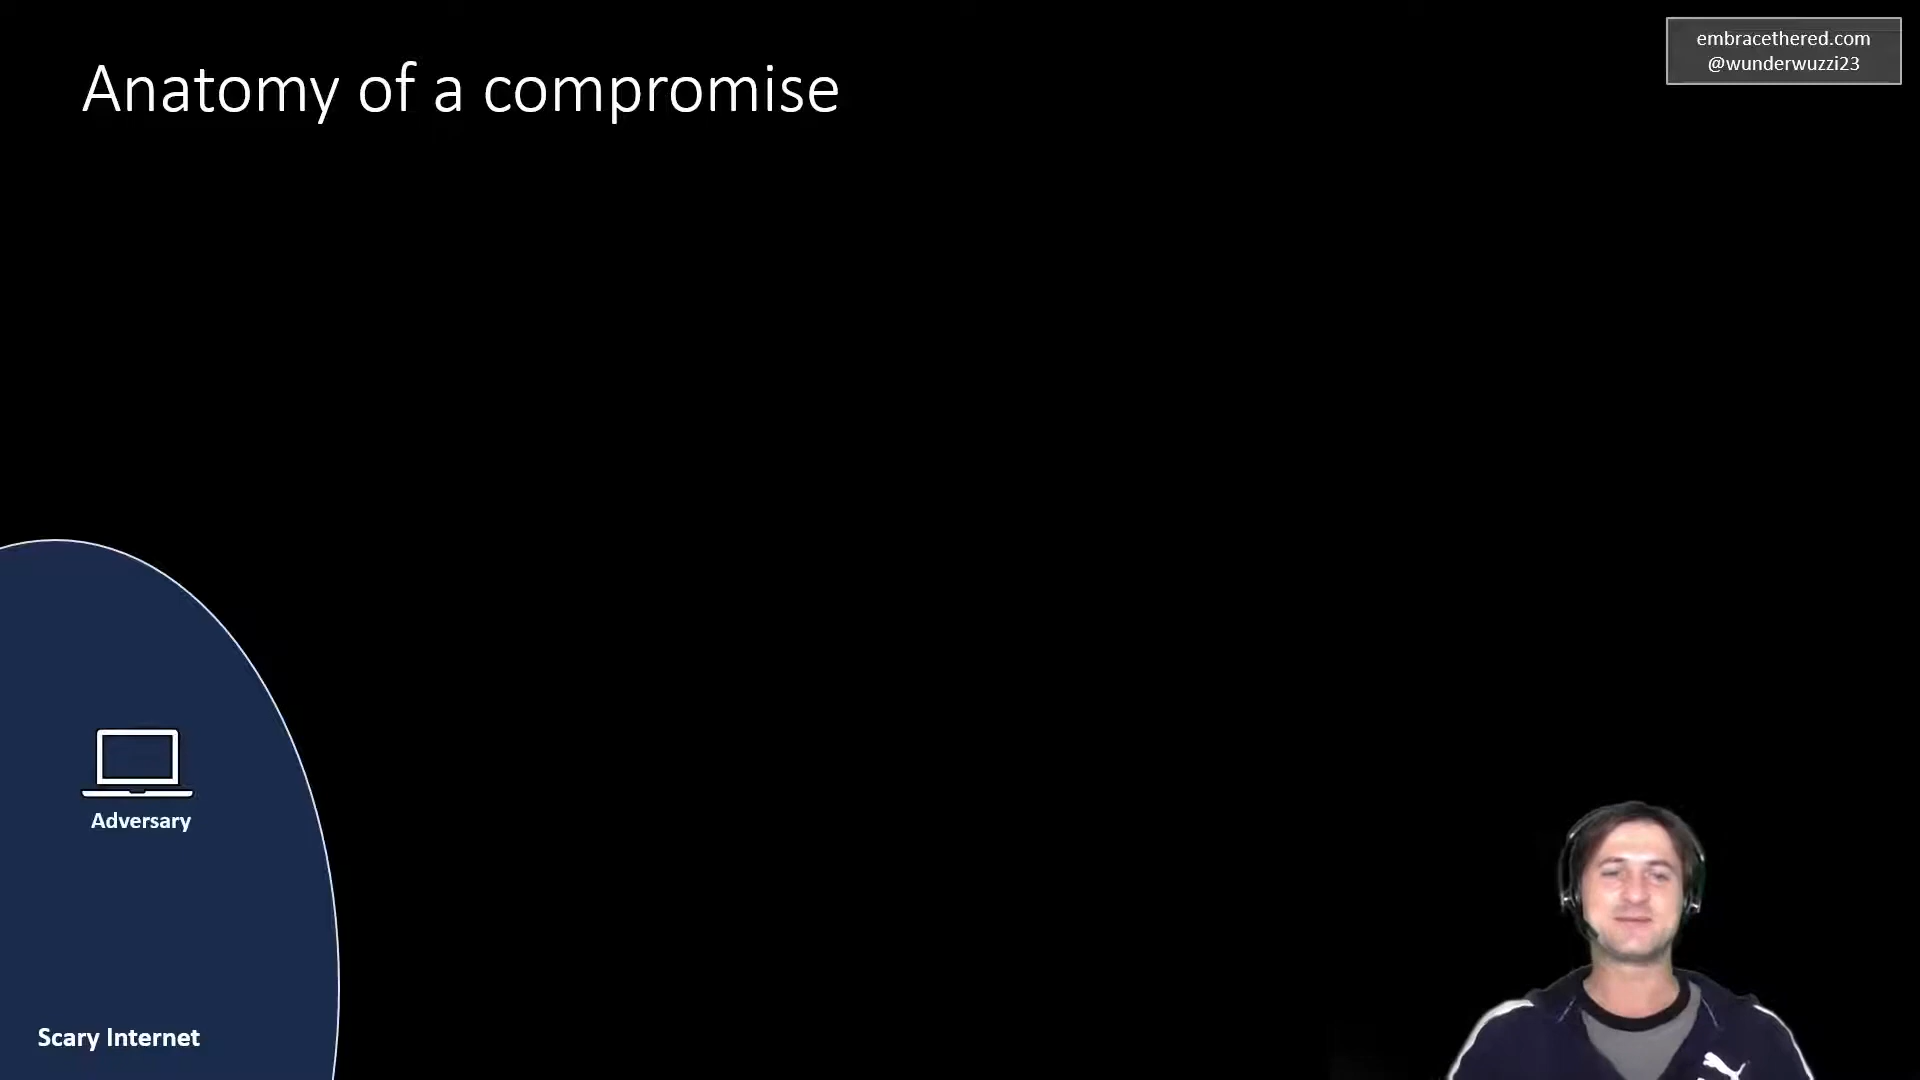 Anatomy of a compromise
embracethered.com
@wunderwuzzi23
Adversary
Scary Internet